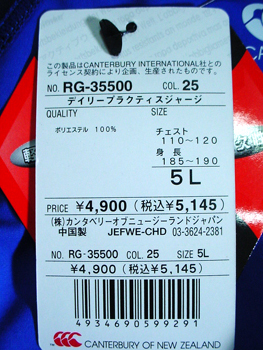 この製品はCANTERBURY INTERNATIONAL社との
ライセンス契約により企画、生産されたものです。
NO. RG-35500 COL. 25
デイリープラクティスジャージ
QUALITY SIZE
ポリエステル 100% チェスト
110~120
身長
185~190
5L
PRICE ¥4,900(税込¥5,145)
(株)カンタベリーオブニュージーランドジャパン
中国製 JEFWE-CHD 03-3624-2381
NO. RG-35500 COL. 25 SIZE 5L
¥4,900(税込¥5,145)
4934690599291
CANTERBURY OF NEW ZEALAND